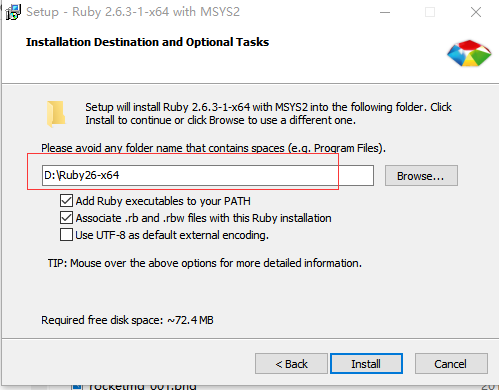 Setup - Ruby 2.6.3-1-x64 with MSYS2
Installation Destination and Optional Tasks
Setup will install Ruby 2.6.3-1-x64 with MSYS2 into the following folder. Click
Install to continue or click Browse to use a different one.
Please avoid any folder name that contains spaces (e.g. Program Files).
D:\Ruby26-x64
Browse...
Add Ruby executables to your PATH
Associate .rb and .rbw files with this Ruby installation
Use UTF-8 as default external encoding.
TIP: Mouse over the above options for more detailed information.
Required free disk space: ~72.4 MB
< Back
Install
Cancel